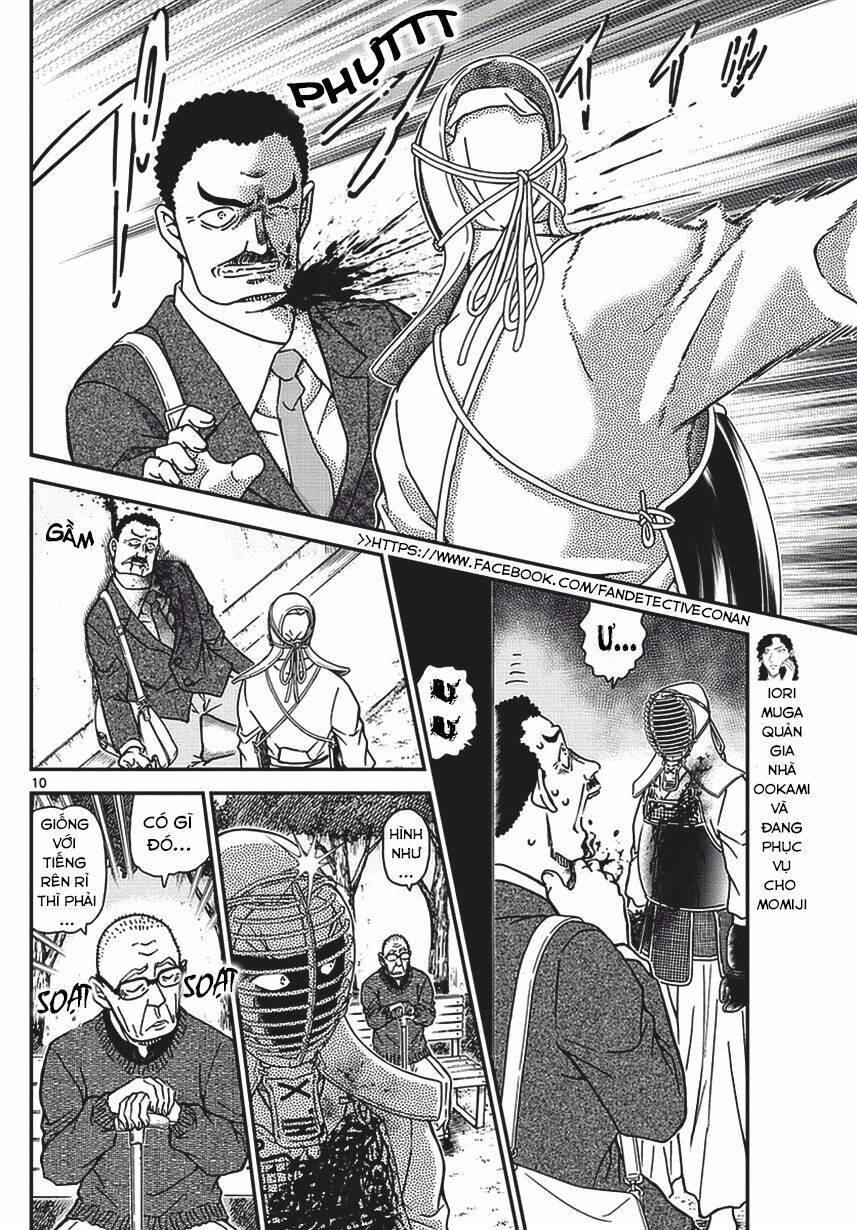 PHỰTTT
>>HTTPS://WWW.FACEBOOK.COM/FANDETECTIVECONAN
GẦM
Ư...
Ư
Ư
IORI
MUGA
QUẢN
GIA
NHÀ
OOKAMI
VÀ
ĐANG
PHỤC
VỤ
CHO
MOMIJI
10
HÌNH
NHƯ
...
CÓ GÌ
ĐÓ...
GIỐNG
VỚI
TIẾNG
RÊN RỈ
THÌ PHẢI
...
SOẠT
SOẠT